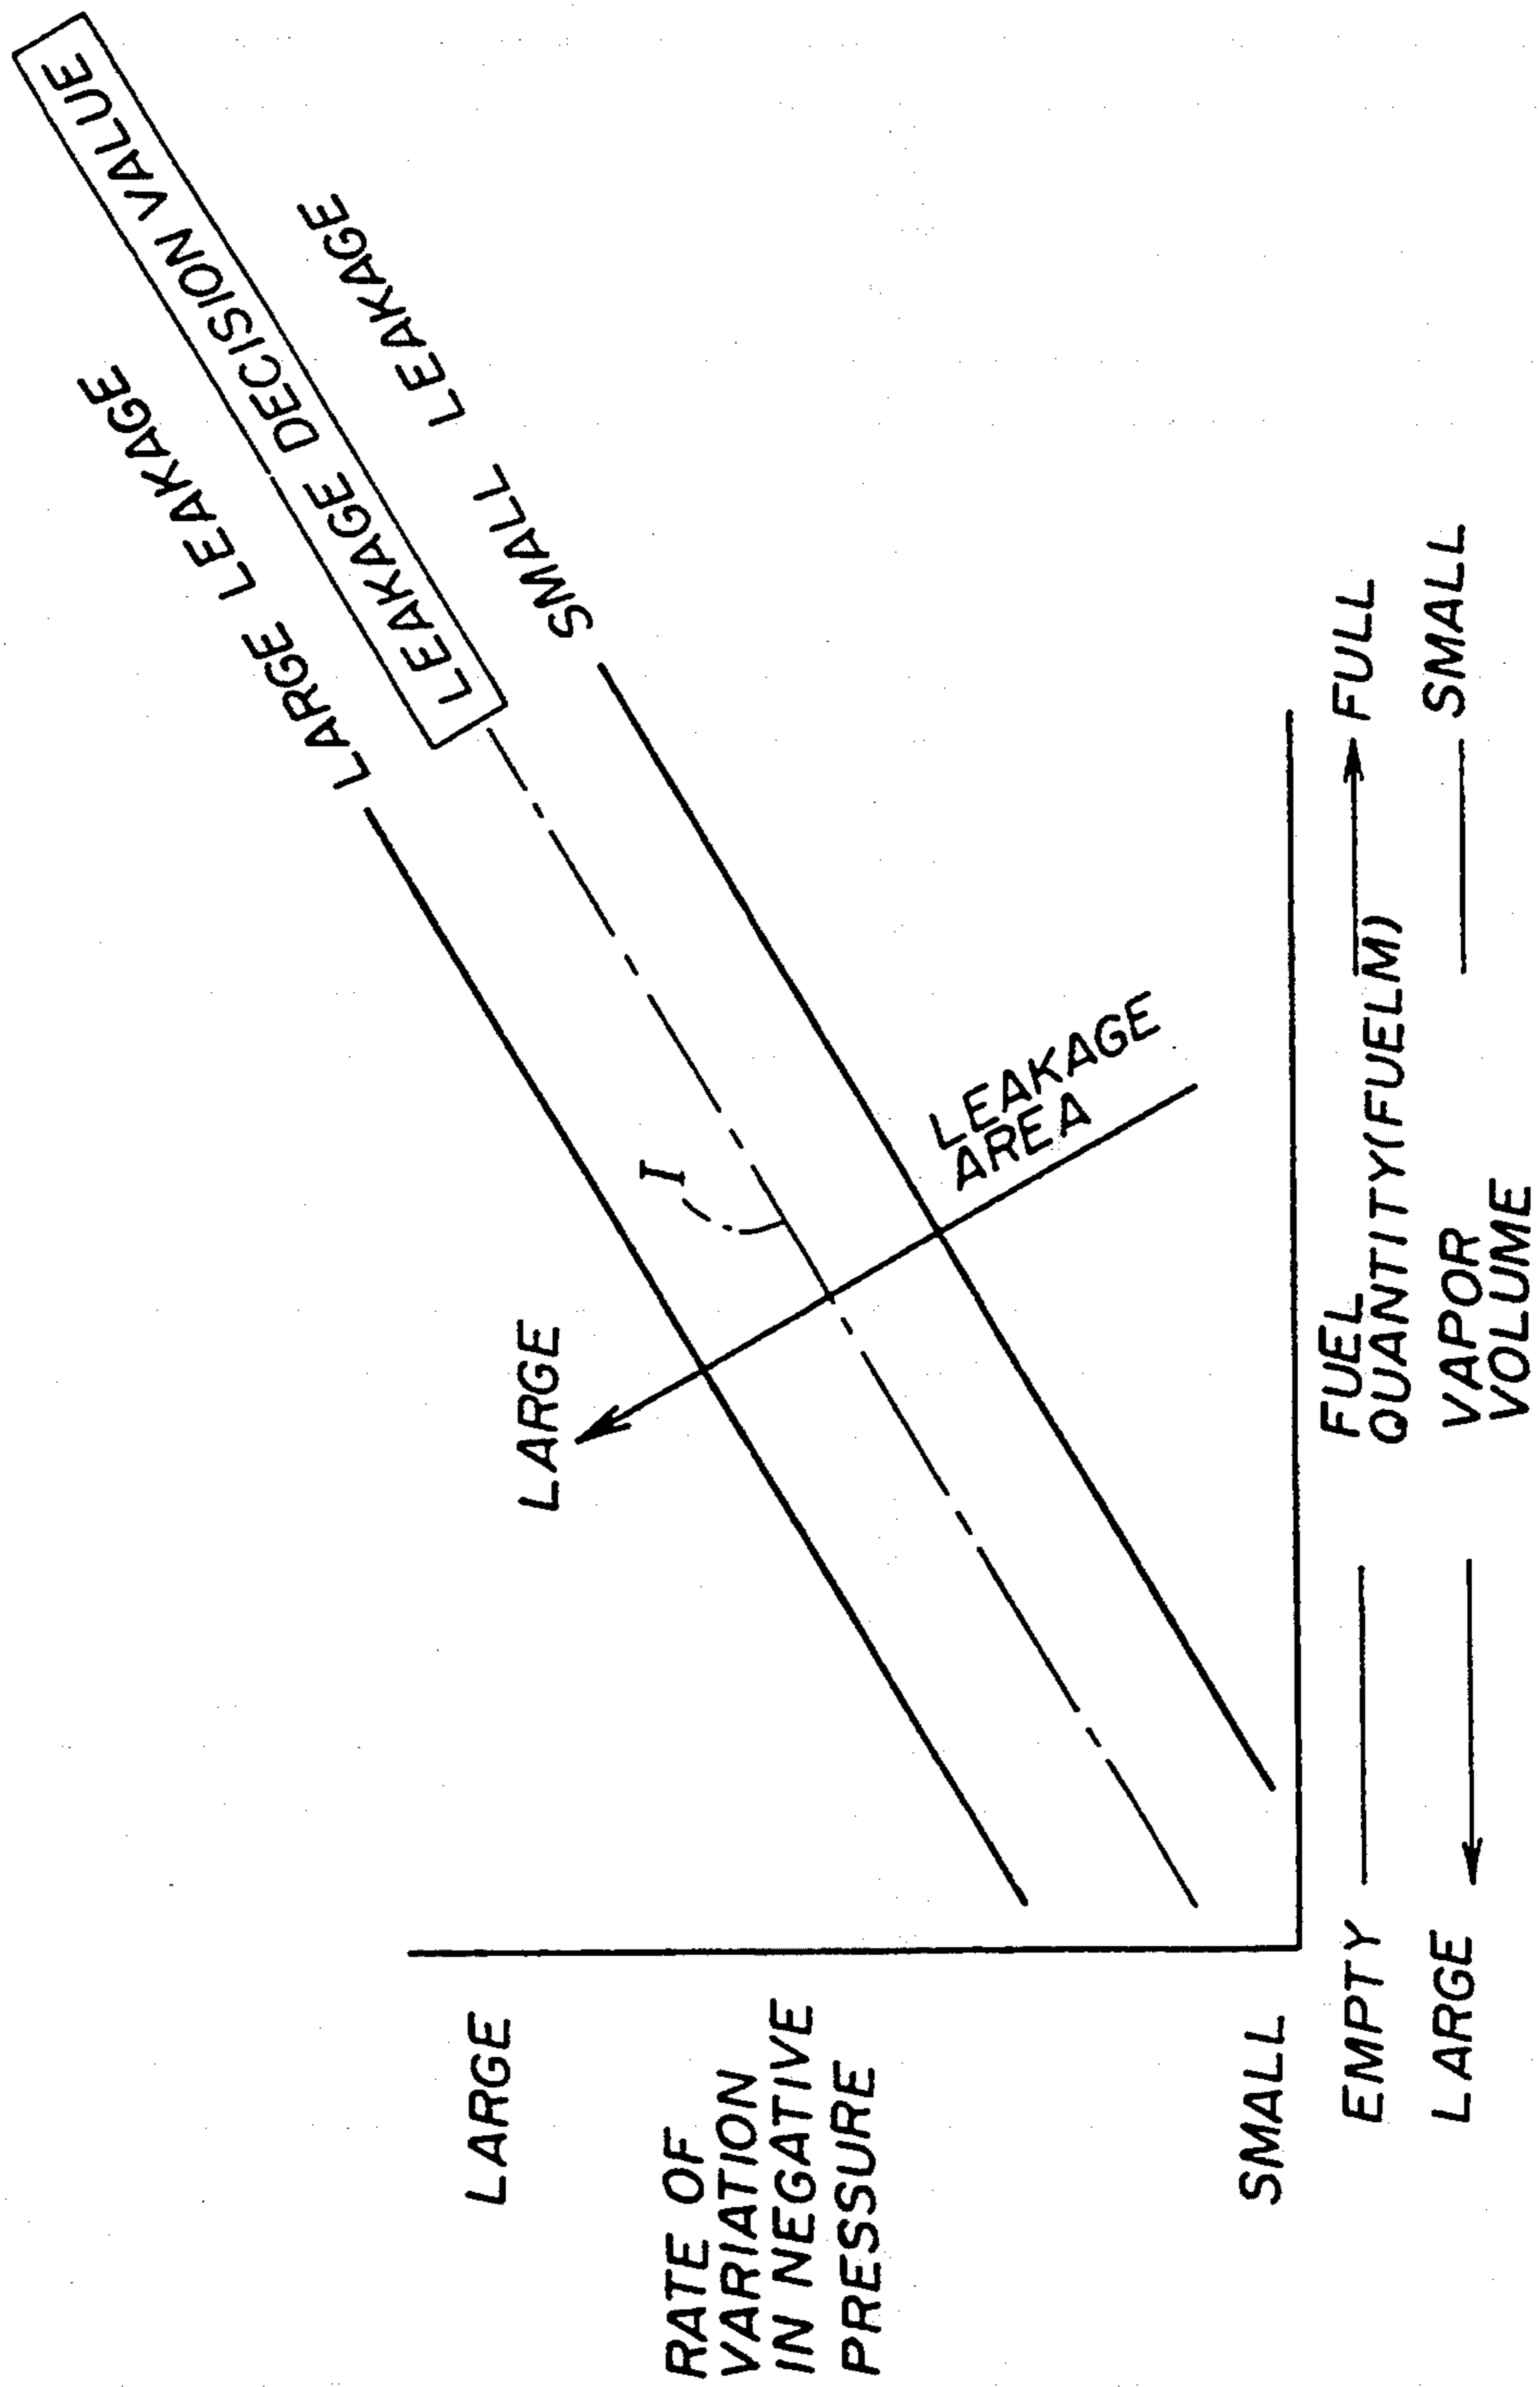 LARGE LEAKAGE
LEAKAGE DECISION VALUE
SMALL LEAKAGE
LARGE
LARGE
I
RATE OF
VARIATION
IN NEGATIVE
PRESSURE
LEAKAGE
AREA
SMALL
EMPTY
FUEL
QUANTITY(FUELM)
FULL
LARGE
VAPOR
VOLUME
SMALL